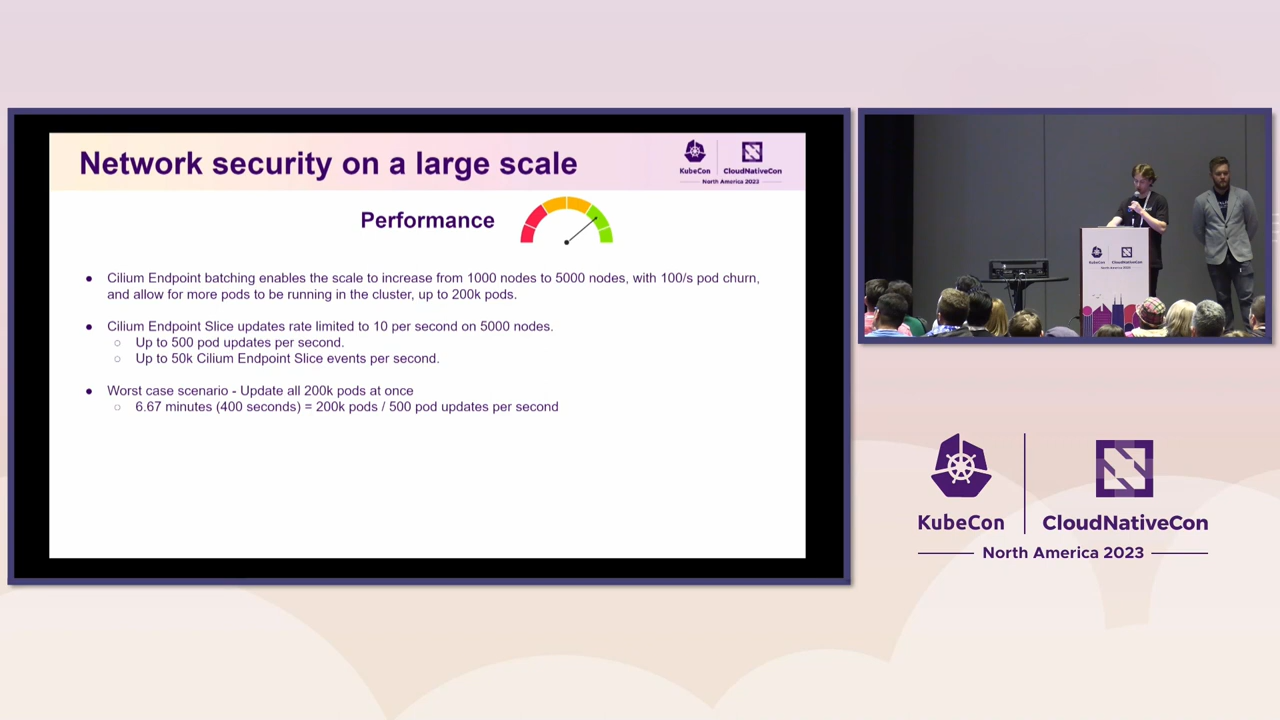 Network security on a large scale
KubeCon
CloudNativeCon
North America 2023
Performance
● Cilium Endpoint batching enables the scale to increase from 1000 nodes to 5000 nodes, with 100/s pod churn,
and allow for more pods to be running in the cluster, up to 200k pods.
● Cilium Endpoint Slice updates rate limited to 10 per second on 5000 nodes.
○ Up to 500 pod updates per second.
○ Up to 50k Cilium Endpoint Slice events per second.
● Worst case scenario - Update all 200k pods at once
○ 6.67 minutes (400 seconds) = 200k pods / 500 pod updates per second
KubeCon
CloudNativeCon
North America 2023